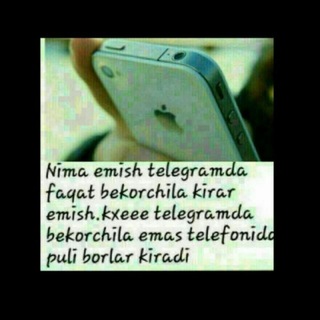 Nima emish telegramda
faqat bekorchila kirar
emish.kxeee telegramda
bekorchila emas telefonida
puli borlar kiradi